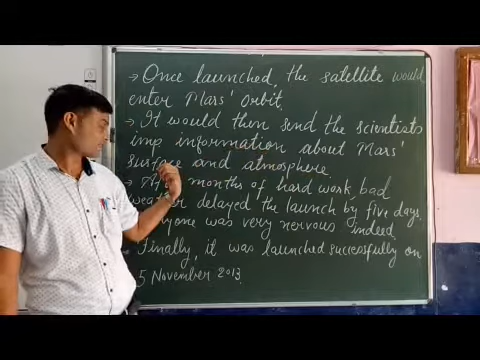 → Once launched, the satellite would
enter Mars' orbit.
→ It would then send the scientists
imp information about Mars'
surface and atmosphere.
months of hard work, bad
weather delayed the launch by five days.
was very nervous indeed.
Finally, it was launched successfully on
5 November 2013.